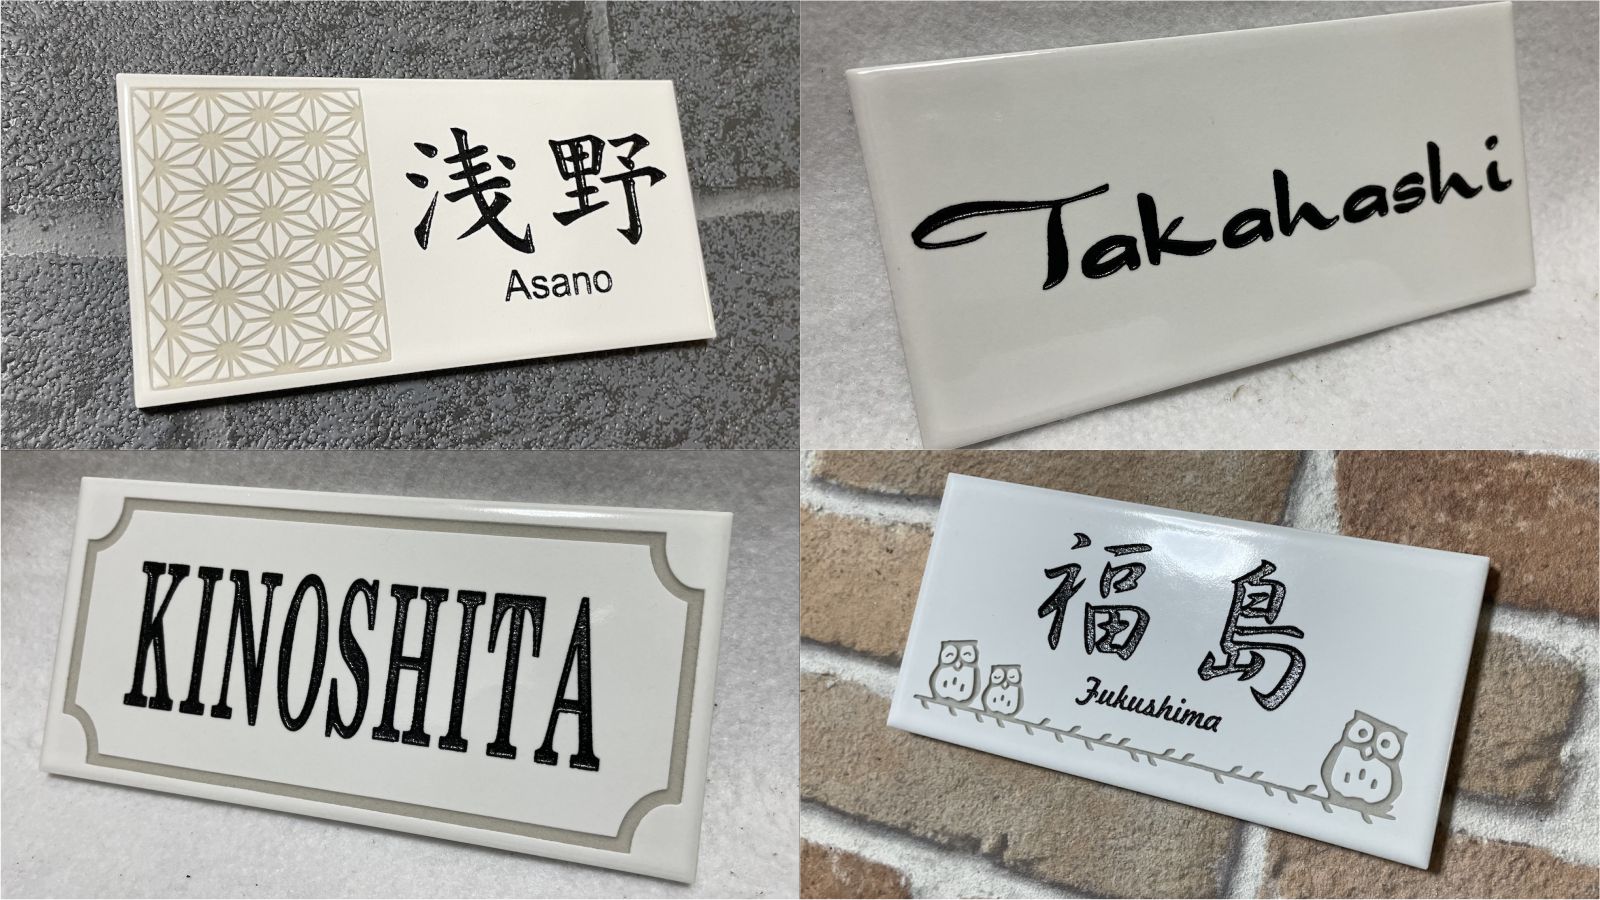 浅野
Asano
Takahashi
KINOSHITA
福島
Fukushima